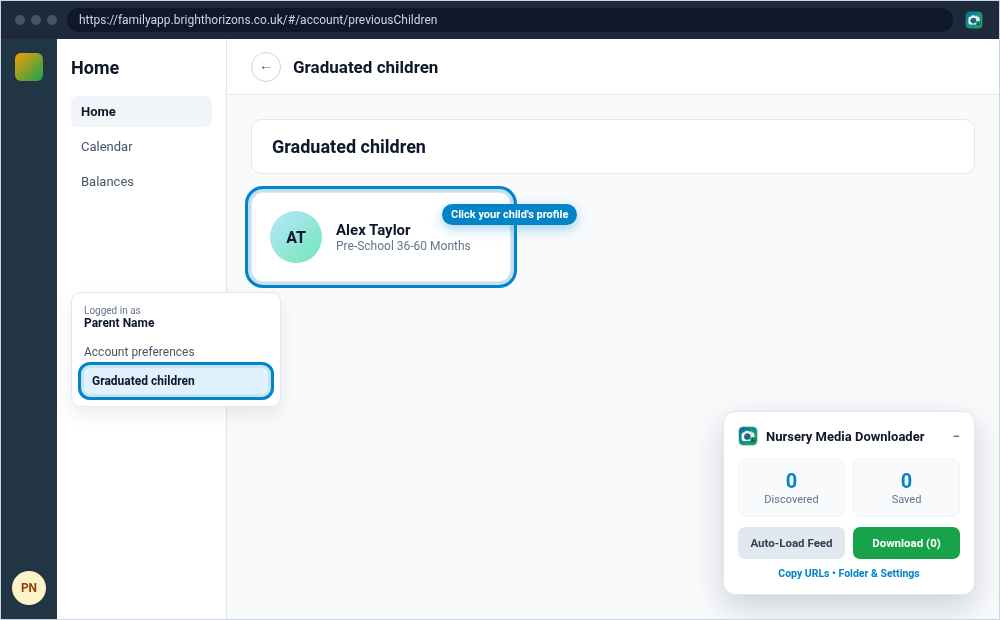 https://familyapp.brighthorizons.co.uk/#/account/previousChildren
Home
Home
Calendar
Balances
Logged in as
Parent Name
Account preferences
Graduated children
PN
←
Graduated children
Graduated children
AT
Alex Taylor
Pre-School 36-60 Months
Click your child's profile
Nursery Media Downloader
−
0
Discovered
0
Saved
Auto-Load Feed
Download (0)
Copy URLs • Folder & Settings